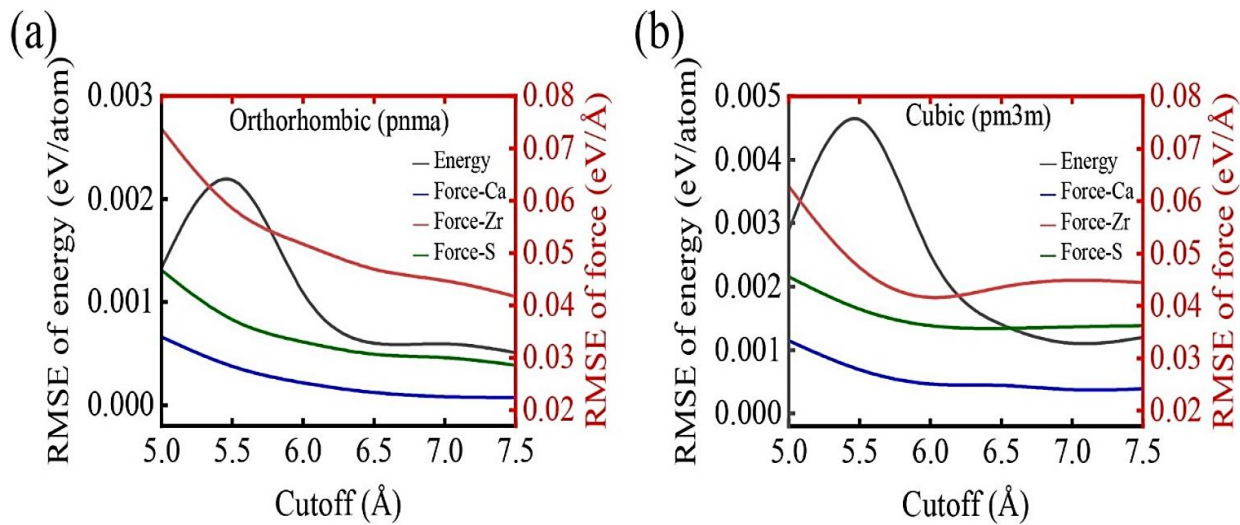 (a)
RMSE of energy (eV/atom)
0.003
0.002
0.001
0.000
Orthorhombic (pnma)
Energy
Force-Ca
Force-Zr
Force-S
0.08
0.07
0.06
0.05
0.04
0.03
0.02
RMSE of force (eV/Å)
5.0 5.5 6.0 6.5 7.0 7.5
Cutoff (Å)
(b)
RMSE of energy (eV/atom)
0.005
0.004
0.003
0.002
0.001
0.000
Cubic (pm3m)
Energy
Force-Ca
Force-Zr
Force-S
0.08
0.07
0.06
0.05
0.04
0.03
0.02
RMSE of force (eV/Å)
5.0 5.5 6.0 6.5 7.0 7.5
Cutoff (Å)